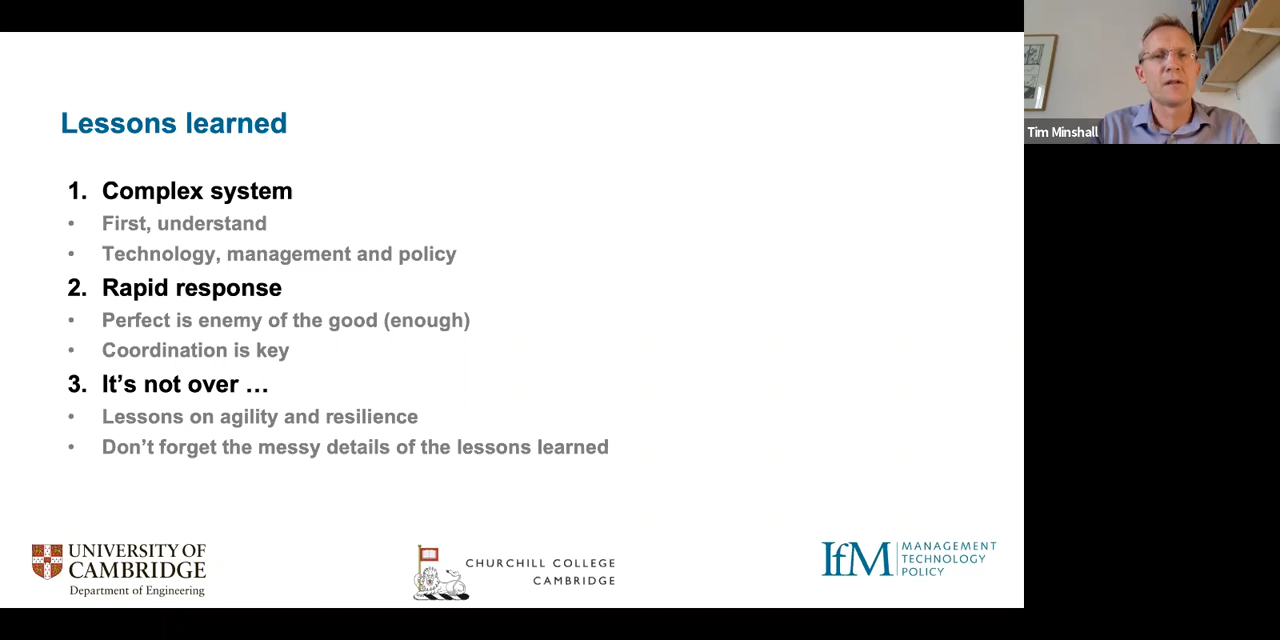 Lessons learned
1. Complex system
• First, understand
• Technology, management and policy
2. Rapid response
• Perfect is enemy of the good (enough)
• Coordination is key
3. It's not over …
• Lessons on agility and resilience
• Don't forget the messy details of the lessons learned
UNIVERSITY OF
CAMBRIDGE
Department of Engineering
CHURCHILL COLLEGE
CAMBRIDGE
IfM
MANAGEMENT
TECHNOLOGY
POLICY
Tim Minshall